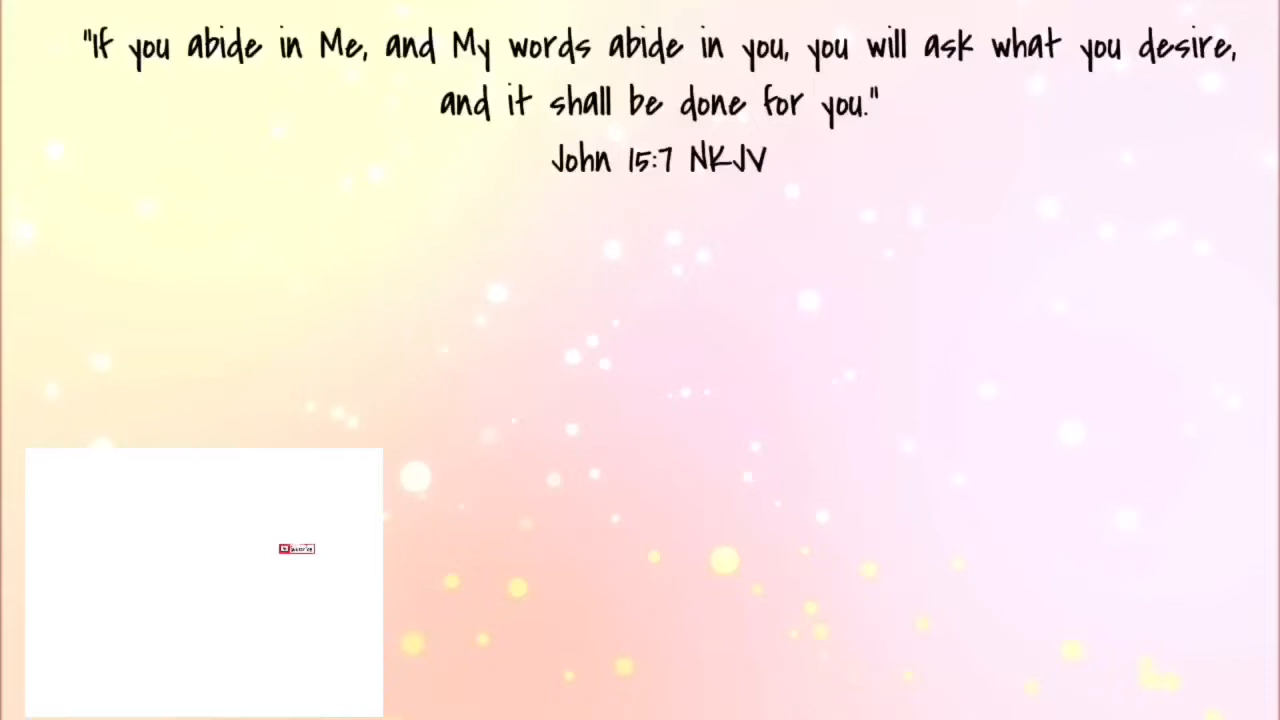 "If you abide in Me, and My words abide in you, you will ask what you desire,
and it shall be done for you."
John 15:7 NKJV